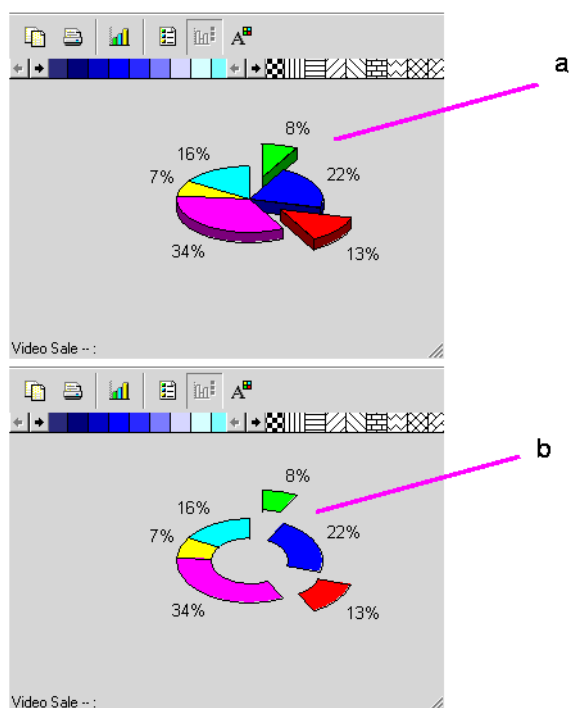 A
a
8%
16%
22%
7%
34%
13%
Video Sale -- :
A
b
8%
16%
22%
7%
34%
13%
Video Sale -- :